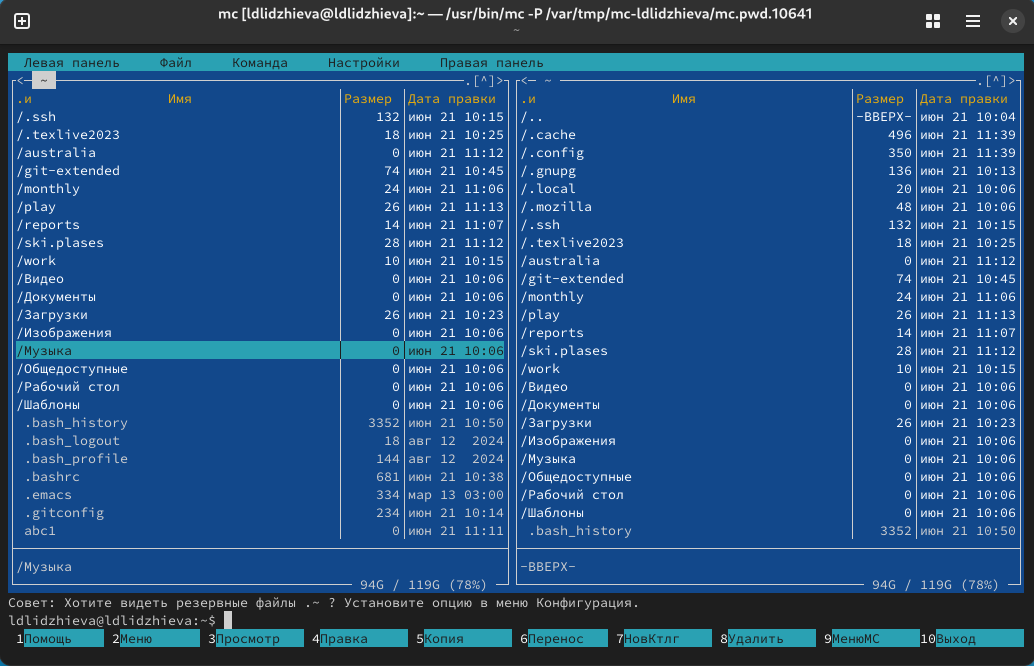 mc [ldlidzhieva@ldlidzhieva]:~ — /usr/bin/mc -P /var/tmp/mc-ldlidzhieva/mc.pwd.10641
~
Левая панель Файл Команда Настройки Правая панель
<─ ~ .[^]> <─ ~ .[^]>
.и Имя Размер Дата правки .и Имя Размер Дата правки
/.ssh 132 июн 21 10:15 /.. -ВВЕРХ- июн 21 10:04
/.texlive2023 18 июн 21 10:25 /.cache 496 июн 21 11:39
/australia 0 июн 21 11:12 /.config 350 июн 21 11:39
/git-extended 74 июн 21 10:45 /.gnupg 136 июн 21 10:13
/monthly 24 июн 21 11:06 /.local 20 июн 21 10:06
/play 26 июн 21 11:13 /.mozilla 48 июн 21 10:06
/reports 14 июн 21 11:07 /.ssh 132 июн 21 10:15
/ski.plases 28 июн 21 11:12 /.texlive2023 18 июн 21 10:25
/work 10 июн 21 10:15 /australia 0 июн 21 11:12
/Видео 0 июн 21 10:06 /git-extended 74 июн 21 10:45
/Документы 0 июн 21 10:06 /monthly 24 июн 21 11:06
/Загрузки 26 июн 21 10:23 /play 26 июн 21 11:13
/Изображения 0 июн 21 10:06 /reports 14 июн 21 11:07
/Музыка 0 июн 21 10:06 /ski.plases 28 июн 21 11:12
/Общедоступные 0 июн 21 10:06 /work 10 июн 21 10:15
/Рабочий стол 0 июн 21 10:06 /Видео 0 июн 21 10:06
/Шаблоны 0 июн 21 10:06 /Документы 0 июн 21 10:06
.bash_history 3352 июн 21 10:50 /Загрузки 26 июн 21 10:23
.bash_logout 18 авг 12 2024 /Изображения 0 июн 21 10:06
.bash_profile 144 авг 12 2024 /Музыка 0 июн 21 10:06
.bashrc 681 июн 21 10:38 /Общедоступные 0 июн 21 10:06
.emacs 334 мар 13 03:00 /Рабочий стол 0 июн 21 10:06
.gitconfig 234 июн 21 10:14 /Шаблоны 0 июн 21 10:06
abc1 0 июн 21 11:11 .bash_history 3352 июн 21 10:50
/Музыка -ВВЕРХ-
94G / 119G (78%) 94G / 119G (78%)
Совет: Хотите видеть резервные файлы .~ ? Установите опцию в меню Конфигурация.
ldlidzhieva@ldlidzhieva:~$
1Помощь 2Меню 3Просмотр 4Правка 5Копия 6Перенос 7НовКтлг 8Удалить 9МенюМС 10Выход